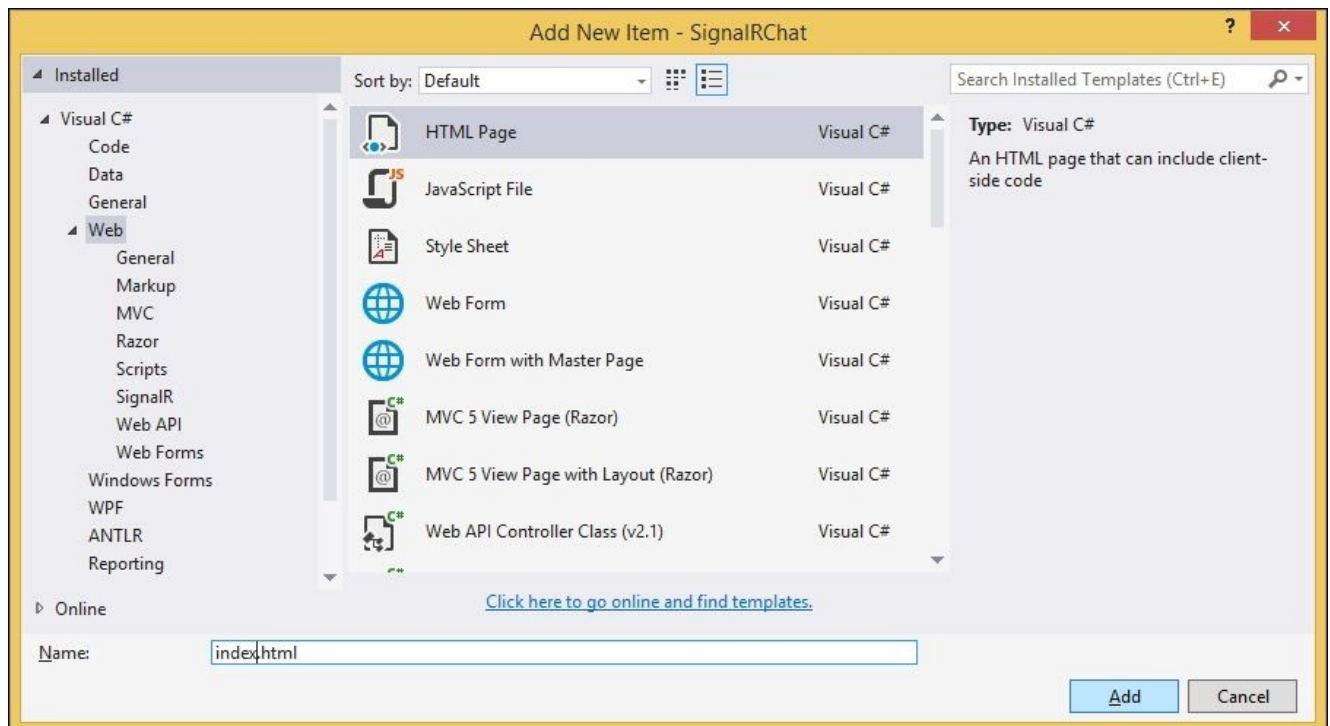 Add New Item - SignalRChat
?
Installed
Sort by: Default
Search Installed Templates (Ctrl+E)
Visual C#
Code
Data
General
Web
General
Markup
MVC
Razor
Scripts
SignalR
Web API
Web Forms
Windows Forms
WPF
ANTLR
Reporting
Online
HTML Page Visual C#
JS
JavaScript File Visual C#
A
Style Sheet Visual C#
Web Form Visual C#
Web Form with Master Page Visual C#
C#
@
MVC 5 View Page (Razor) Visual C#
C#
@
MVC 5 View Page with Layout (Razor) Visual C#
C#
Web API Controller Class (v2.1) Visual C#
Type: Visual C#
An HTML page that can include client-
side code
Click here to go online and find templates.
Name: index.html
Add Cancel